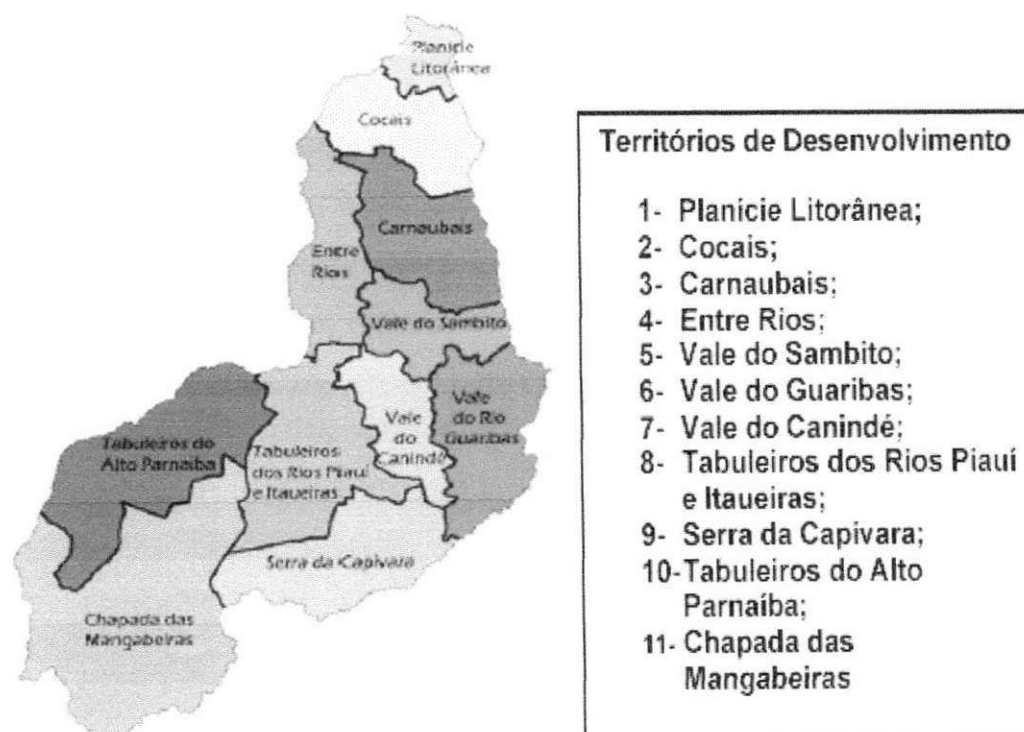 Planície
Litorânea
Cocais
Carnaubais
Entre
Rios
Vale do Sambito
Vale
do Rio
Guaribas
Vale
do
Canindé
Tabuleiros do
Alto Parnaíba
Tabuleiros
dos Rios Piauí
e Itaueiras
Serra da Capivara
Chapada das
Mangabeiras
Territórios de Desenvolvimento
1- Planície Litorânea;
2- Cocais;
3- Carnaubais;
4- Entre Rios;
5- Vale do Sambito;
6- Vale do Guaribas;
7- Vale do Canindé;
8- Tabuleiros dos Rios Piauí
e Itaueiras;
9- Serra da Capivara;
10-Tabuleiros do Alto
Parnaíba;
11- Chapada das
Mangabeiras